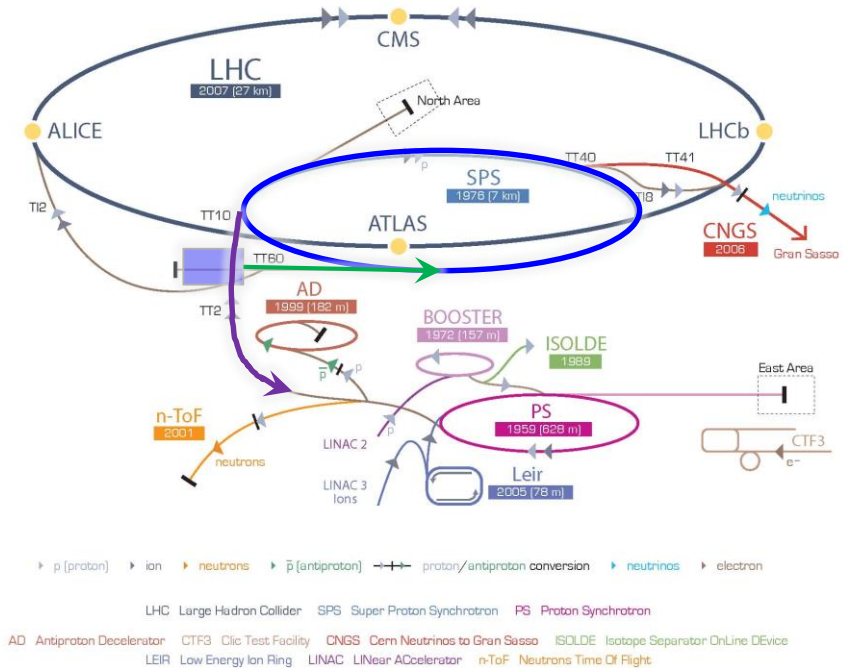 CMS
LHC
2007 (27 km)
North Area
ALICE
LHCb
p
TT40
TT41
SPS
1976 (7 km)
TI2
TI8
neutrinos
TT10
ATLAS
CNGS
2006
Gran Sasso
TT60
TT2
AD
1999 (182 m)
BOOSTER
1972 (157 m)
ISOLDE
1989
p̅
p
East Area
n-ToF
2001
PS
1959 (628 m)
p
LINAC 2
CTF3
e-
neutrons
LINAC 3
Ions
Leir
2005 (78 m)
p (proton) ion neutrons p̅ (antiproton) proton/antiproton conversion neutrinos electron
LHC Large Hadron Collider SPS Super Proton Synchrotron PS Proton Synchrotron
AD Antiproton Decelerator CTF3 Clic Test Facility CNGS Cern Neutrinos to Gran Sasso ISOLDE Isotope Separator OnLine DEvice
LEIR Low Energy Ion Ring LINAC LINear ACcelerator n-ToF Neutrons Time Of Flight